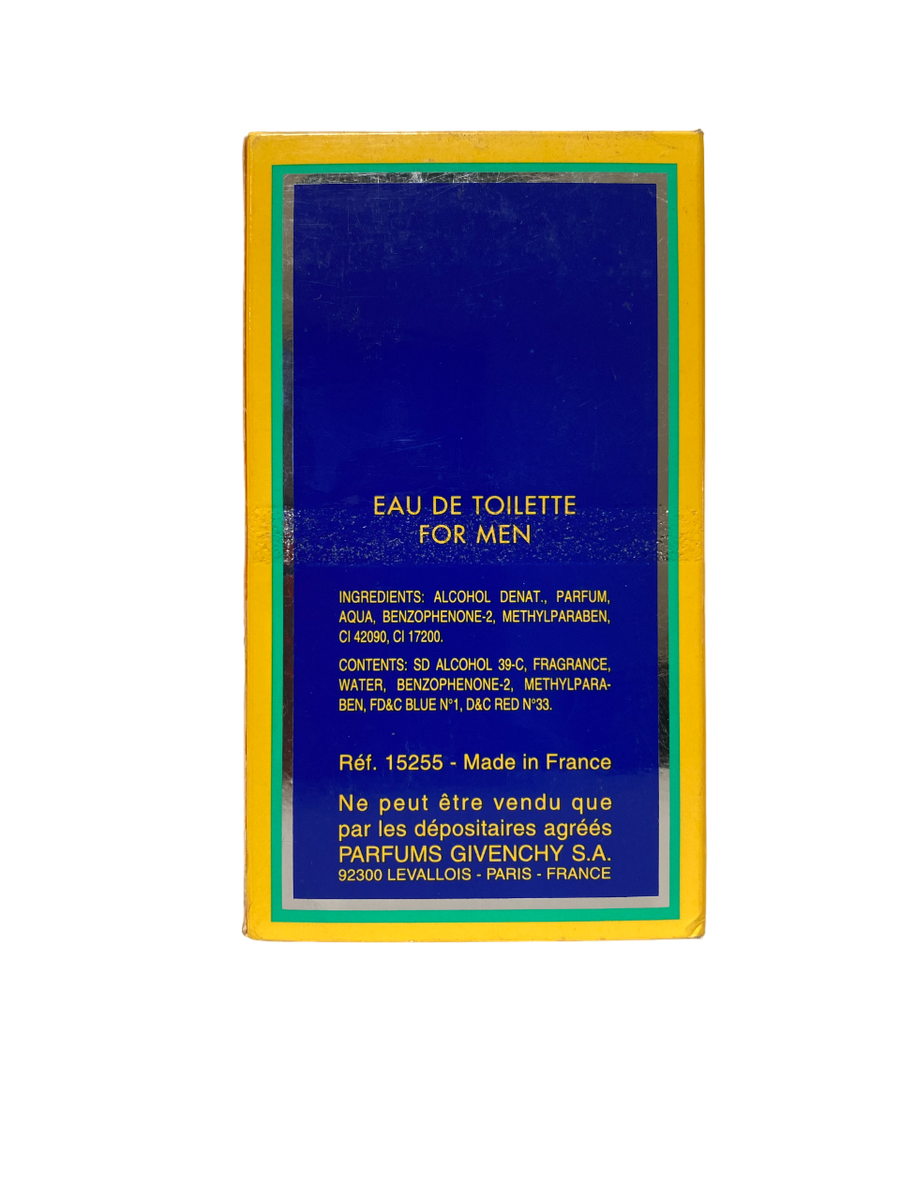 EAU DE TOILETTE
FOR MEN
INGREDIENTS: ALCOHOL DENAT., PARFUM,
AQUA, BENZOPHENONE-2, METHYLPARABEN,
CI 42090, CI 17200.
CONTENTS: SD ALCOHOL 39-C, FRAGRANCE,
WATER, BENZOPHENONE-2, METHYLPARA-
BEN, FD&C BLUE N°1, D&C RED N°33.
Réf. 15255 - Made in France
Ne peut être vendu que
par les dépositaires agréés
PARFUMS GIVENCHY S.A.
92300 LEVALLOIS - PARIS - FRANCE